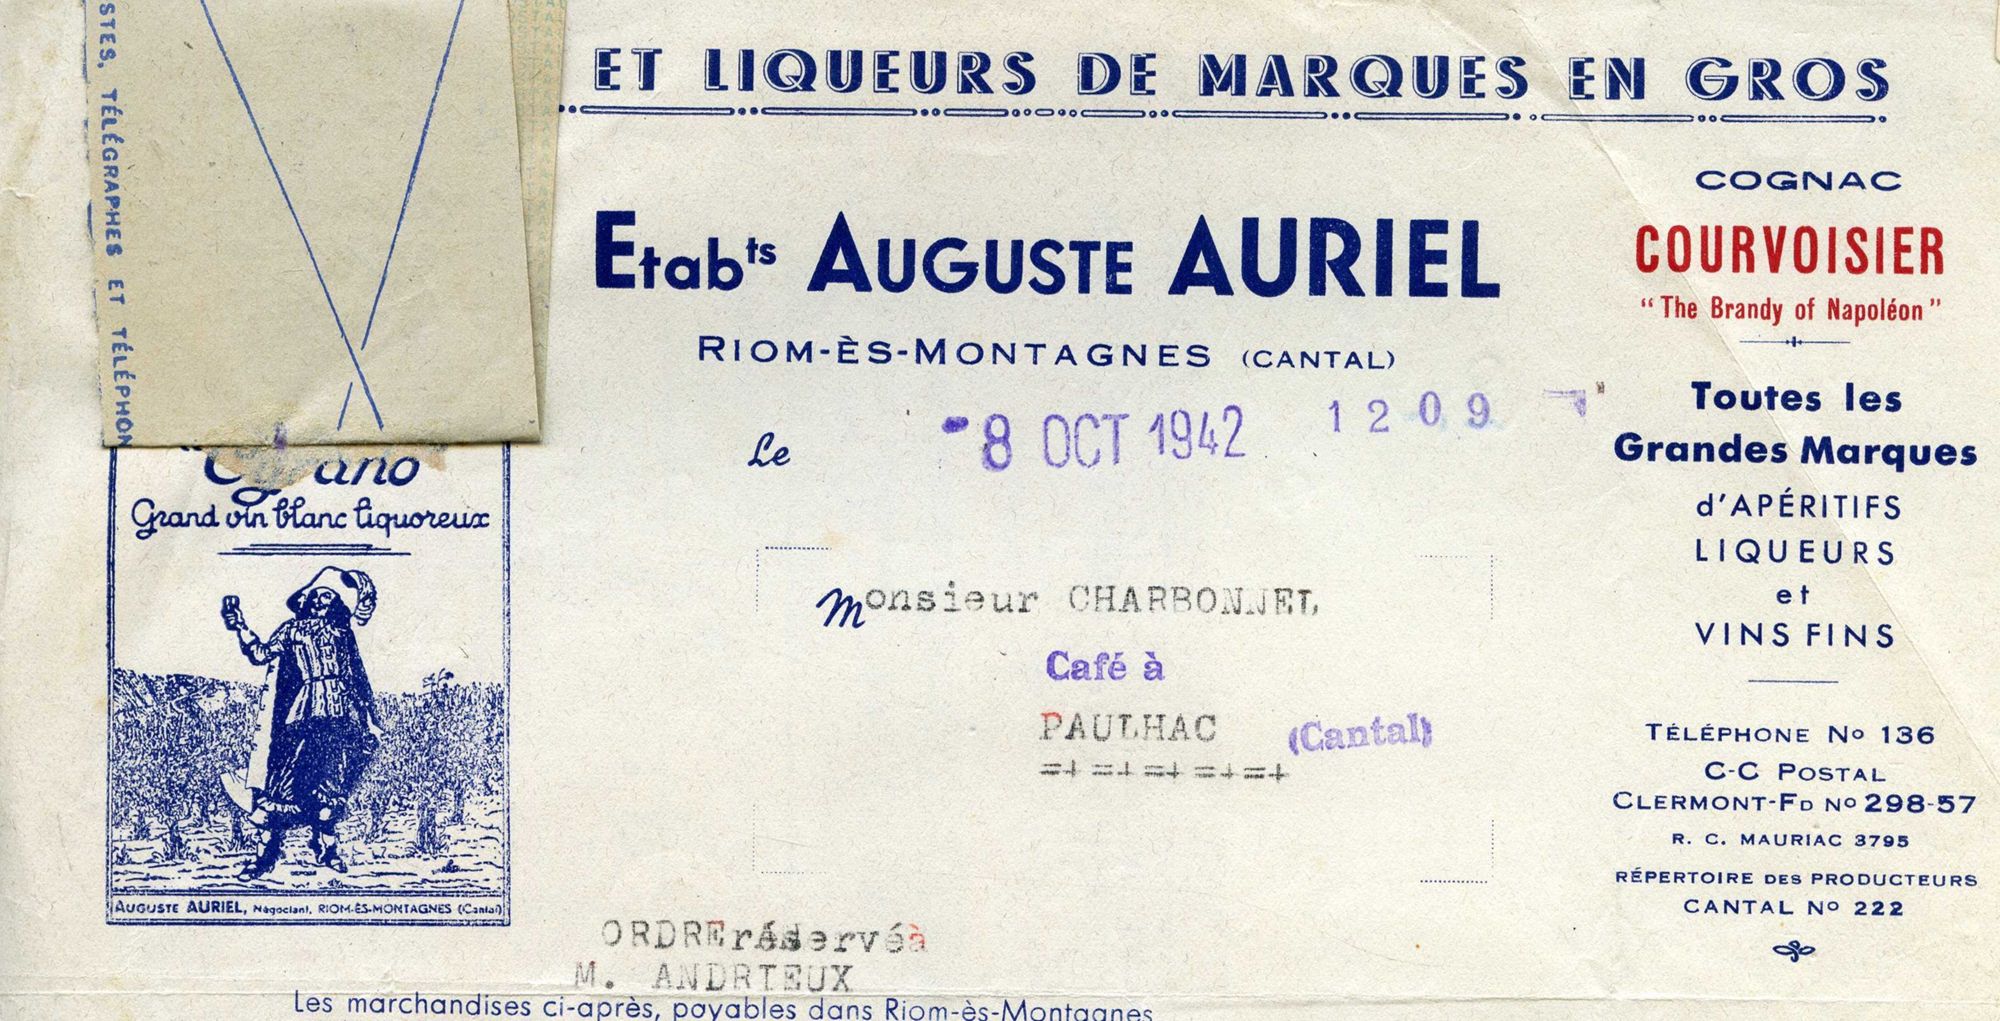 STES, TÉLÉGRAPHES ET TÉLÉPHON
ET LIQUEURS DE MARQUES EN GROS
Etabts AUGUSTE AURIEL
RIOM-ÈS-MONTAGNES (CANTAL)
Le -8 OCT 1942 1209
Grand vin blanc liquoreux
AUGUSTE AURIEL, Négociant, RIOM-ÈS-MONTAGNES (Cantal)
Monsieur CHARBONNEL
Café à
PAULHAC (Cantal)
=+=+=+=+=+
ORDRE réservé à
M. ANDRIEUX
Les marchandises ci-après, payables dans Riom-ès-Montagnes
COGNAC
COURVOISIER
"The Brandy of Napoléon"
Toutes les
Grandes Marques
d'APÉRITIFS
LIQUEURS
et
VINS FINS
TÉLÉPHONE No 136
C-C POSTAL
CLERMONT-FD No 298-57
R. C. MAURIAC 3795
RÉPERTOIRE DES PRODUCTEURS
CANTAL No 222